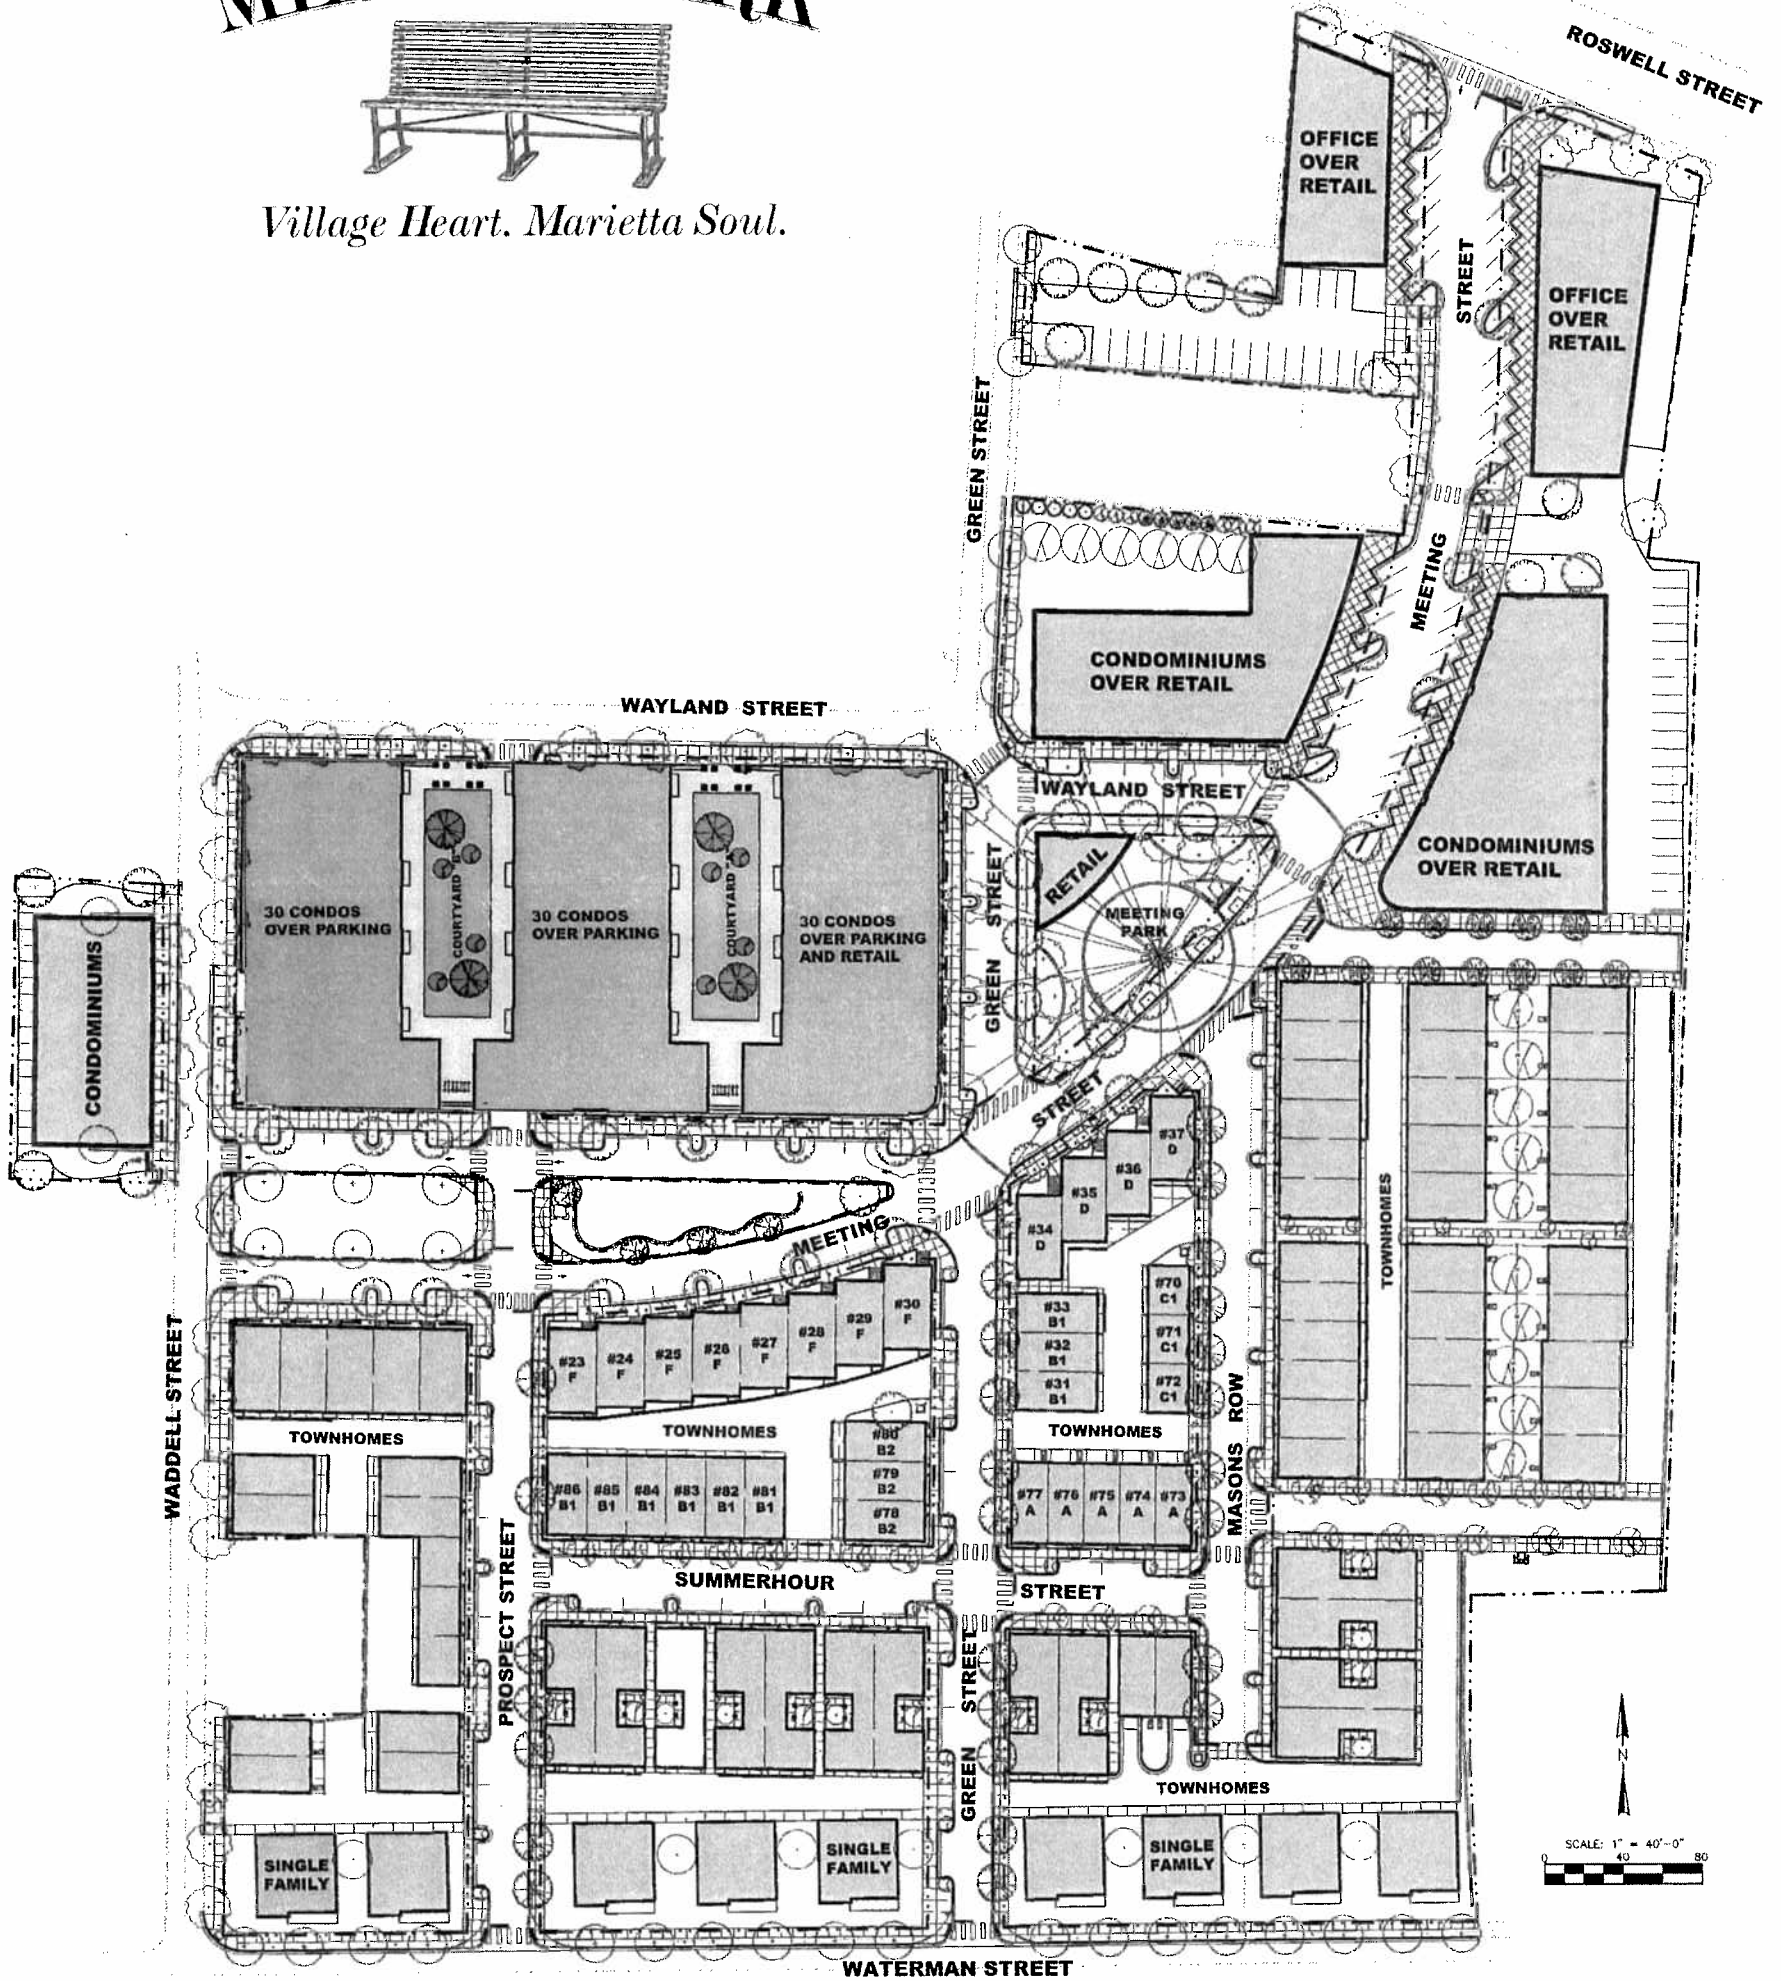 Village Heart. Marietta Soul.
ROSWELL STREET
OFFICE
OVER
RETAIL
STREET
OFFICE
OVER
RETAIL
GREEN STREET
MEETING
CONDOMINIUMS
OVER RETAIL
WAYLAND STREET
WAYLAND STREET
CONDOMINIUMS
OVER RETAIL
RETAIL
MEETING
PARK
GREEN STREET
CONDOMINIUMS
30 CONDOS
OVER PARKING
COURTYARD
30 CONDOS
OVER PARKING
COURTYARD
30 CONDOS
OVER PARKING
AND RETAIL
STREET
MEETING
#37
D
#36
D
#35
D
#34
D
#33
B1
#32
B1
#31
B1
#70
C1
#71
C1
#72
C1
TOWNHOMES
#77
A
#76
A
#75
A
#74
A
#73
A
TOWNHOMES
MASONS ROW
#23
F
#24
F
#25
F
#26
F
#27
F
#28
F
#29
F
#30
F
TOWNHOMES
#80
B2
#79
B2
#78
B2
#86
B1
#85
B1
#84
B1
#83
B1
#82
B1
#81
B1
WADDELL STREET
TOWNHOMES
PROSPECT STREET
SUMMERHOUR
STREET
GREEN STREET
TOWNHOMES
SINGLE
FAMILY
SINGLE
FAMILY
SINGLE
FAMILY
N
SCALE: 1" = 40'-0"
0 40 80
WATERMAN STREET